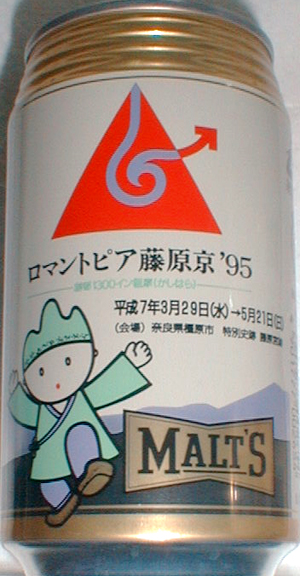 ロマントピア藤原京'95
平成7年3月29日(水)→5月21日(日)
(会場) 奈良県橿原市 特別史跡 藤原宮跡
MALT'S